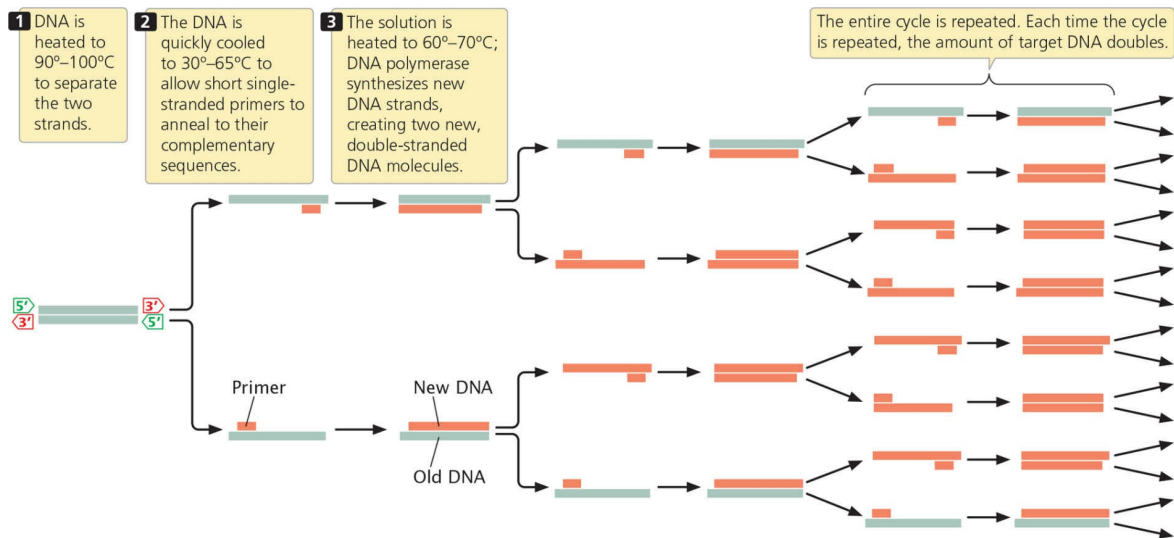 1 DNA is
heated to
90º–100ºC
to separate
the two
strands.
2 The DNA is
quickly cooled
to 30º–65ºC to
allow short single-
stranded primers to
anneal to their
complementary
sequences.
3 The solution is
heated to 60º–70ºC;
DNA polymerase
synthesizes new
DNA strands,
creating two new,
double-stranded
DNA molecules.
The entire cycle is repeated. Each time the cycle
is repeated, the amount of target DNA doubles.
5′ 3′
3′ 5′
Primer
New DNA
Old DNA